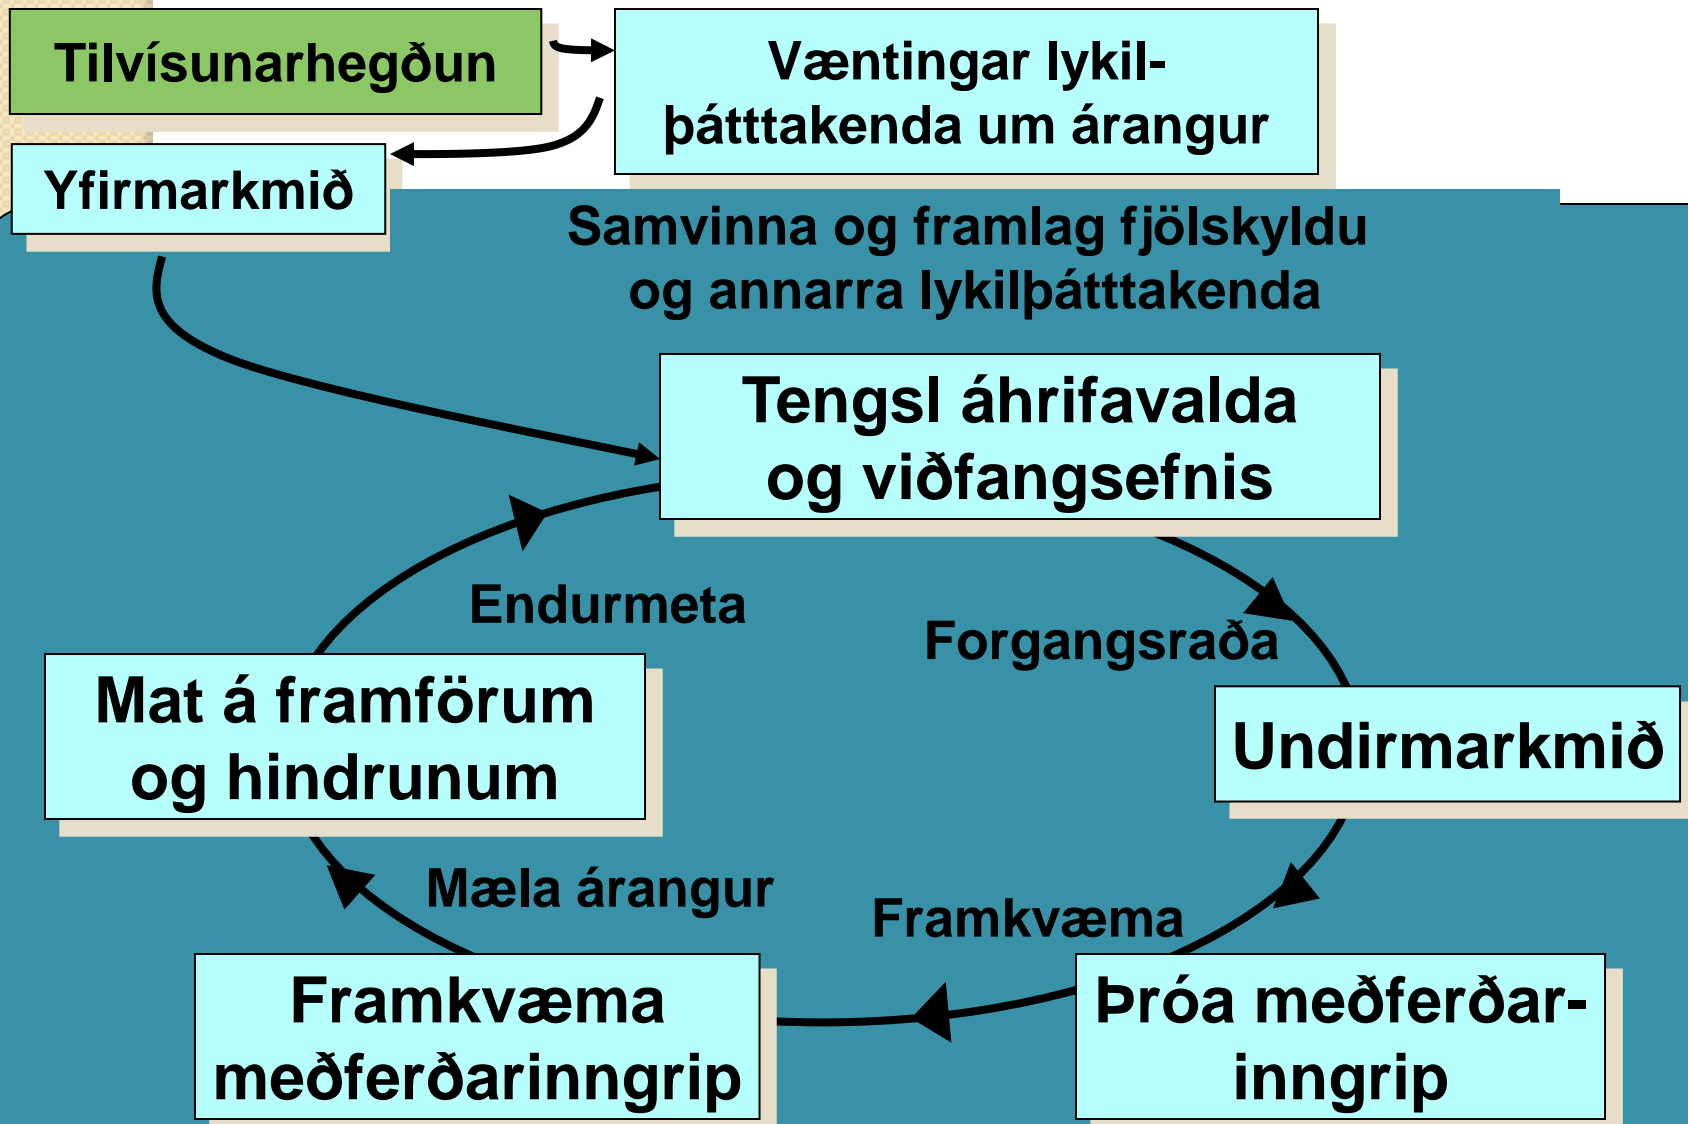 Tilvísunarhegðun
Væntingar lykil-
þátttakenda um árangur
Yfirmarkmið
Samvinna og framlag fjölskyldu
og annarra lykilþátttakenda
Tengsl áhrifavalda
og viðfangsefnis
Endurmeta
Forgangsraða
Mat á framförum
og hindrunum
Undirmarkmið
Mæla árangur
Framkvæma
Framkvæma
meðferðarinngrip
Þróa meðferðar-
inngrip